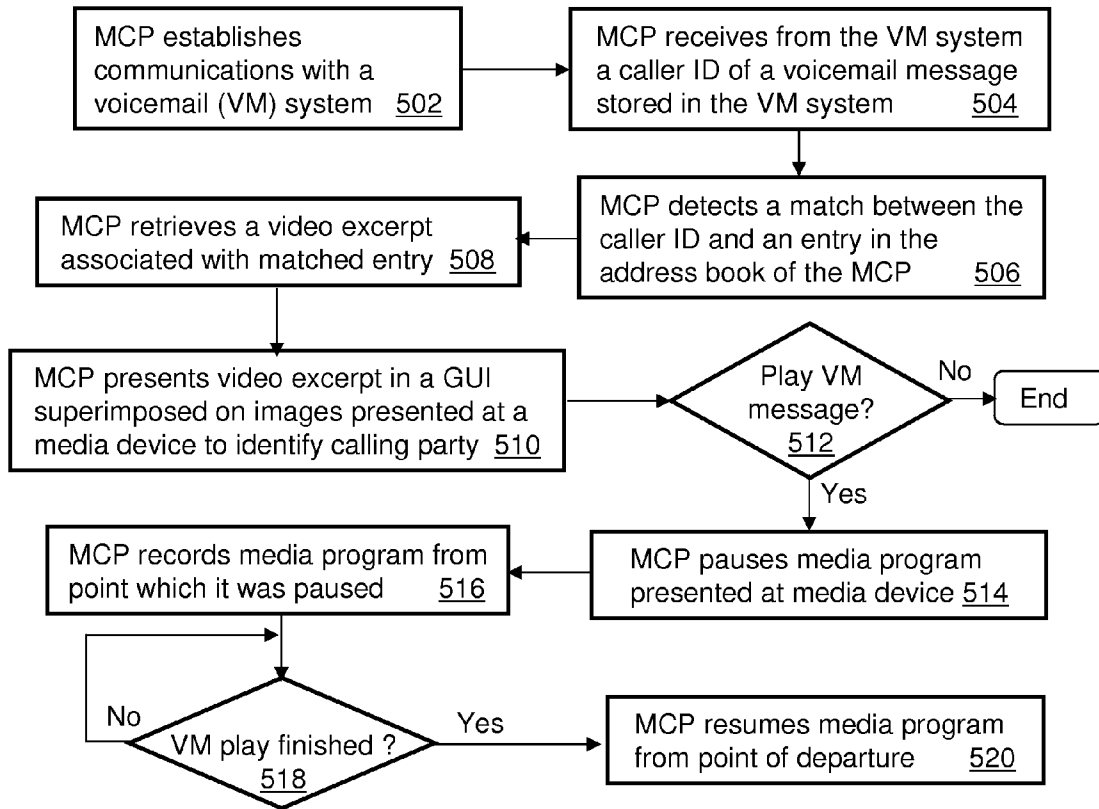 MCP establishes
communications with a
voicemail (VM) system 502
MCP receives from the VM system
a caller ID of a voicemail message
stored in the VM system 504
MCP detects a match between the
caller ID and an entry in the
address book of the MCP 506
MCP retrieves a video excerpt
associated with matched entry 508
MCP presents video excerpt in a GUI
superimposed on images presented at a
media device to identify calling party 510
Play VM
message?
512
No
End
Yes
MCP pauses media program
presented at media device 514
MCP records media program from
point which it was paused 516
No
VM play finished ?
518
Yes
MCP resumes media program
from point of departure 520